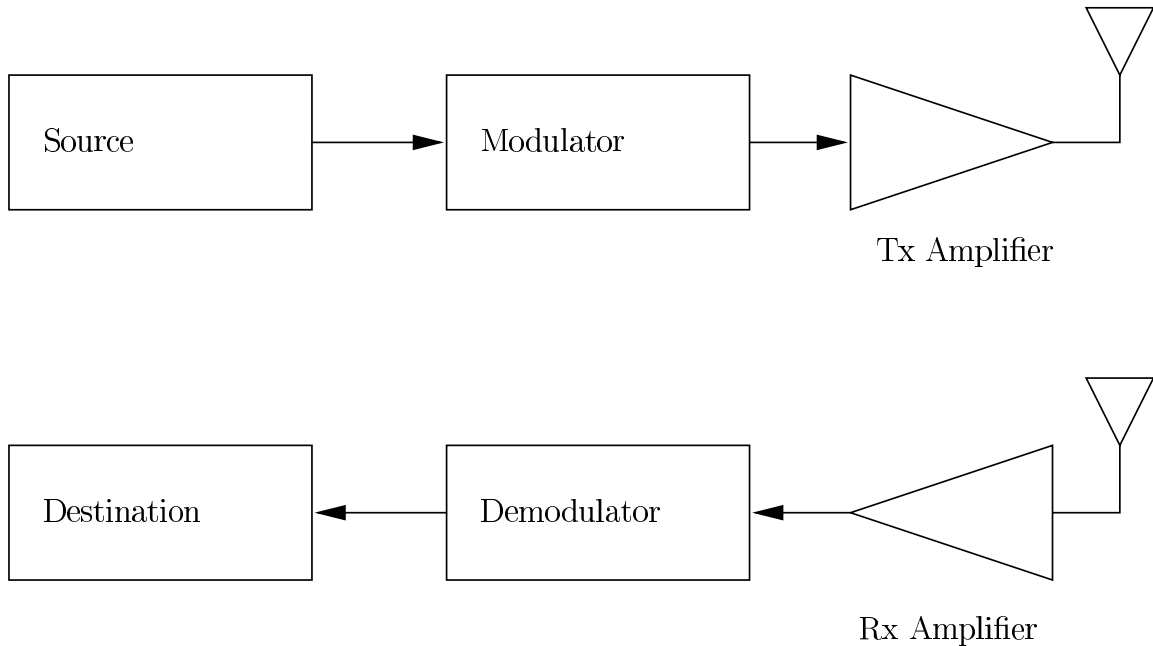 Source
Modulator
Tx Amplifier
Destination
Demodulator
Rx Amplifier